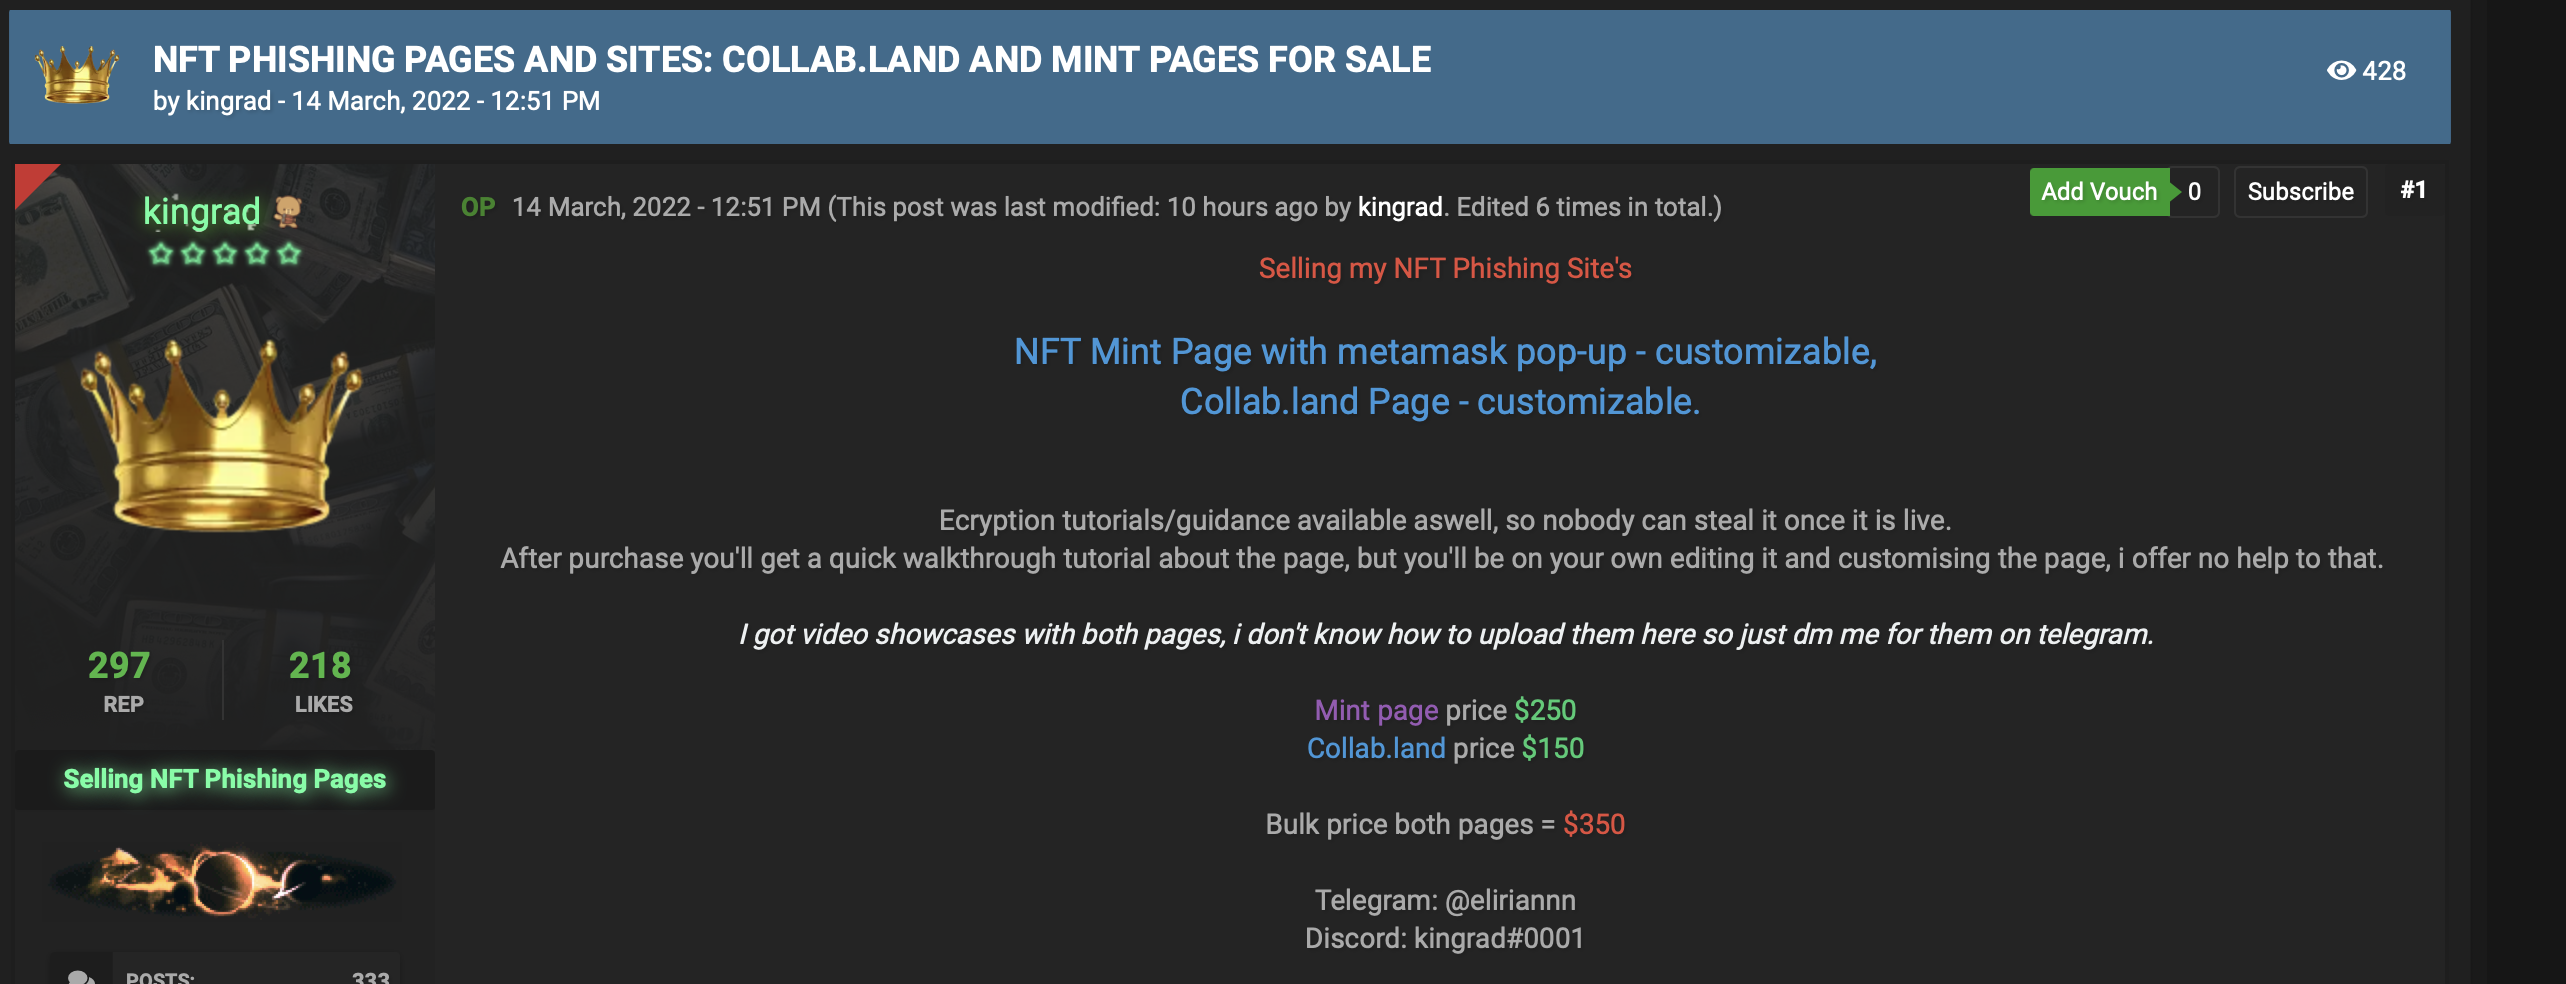 NFT PHISHING PAGES AND SITES: COLLAB.LAND AND MINT PAGES FOR SALE
by kingrad - 14 March, 2022 - 12:51 PM
428
kingrad
OP 14 March, 2022 - 12:51 PM (This post was last modified: 10 hours ago by kingrad. Edited 6 times in total.)
Add Vouch 0 Subscribe #1
Selling my NFT Phishing Site's
NFT Mint Page with metamask pop-up - customizable,
Collab.land Page - customizable.
Ecryption tutorials/guidance available aswell, so nobody can steal it once it is live.
After purchase you'll get a quick walkthrough tutorial about the page, but you'll be on your own editing it and customising the page, i offer no help to that.
I got video showcases with both pages, i don't know how to upload them here so just dm me for them on telegram.
Mint page price $250
Collab.land price $150
Bulk price both pages = $350
Telegram: @eliriannn
Discord: kingrad#0001
297 218
REP LIKES
Selling NFT Phishing Pages
POSTS: 333